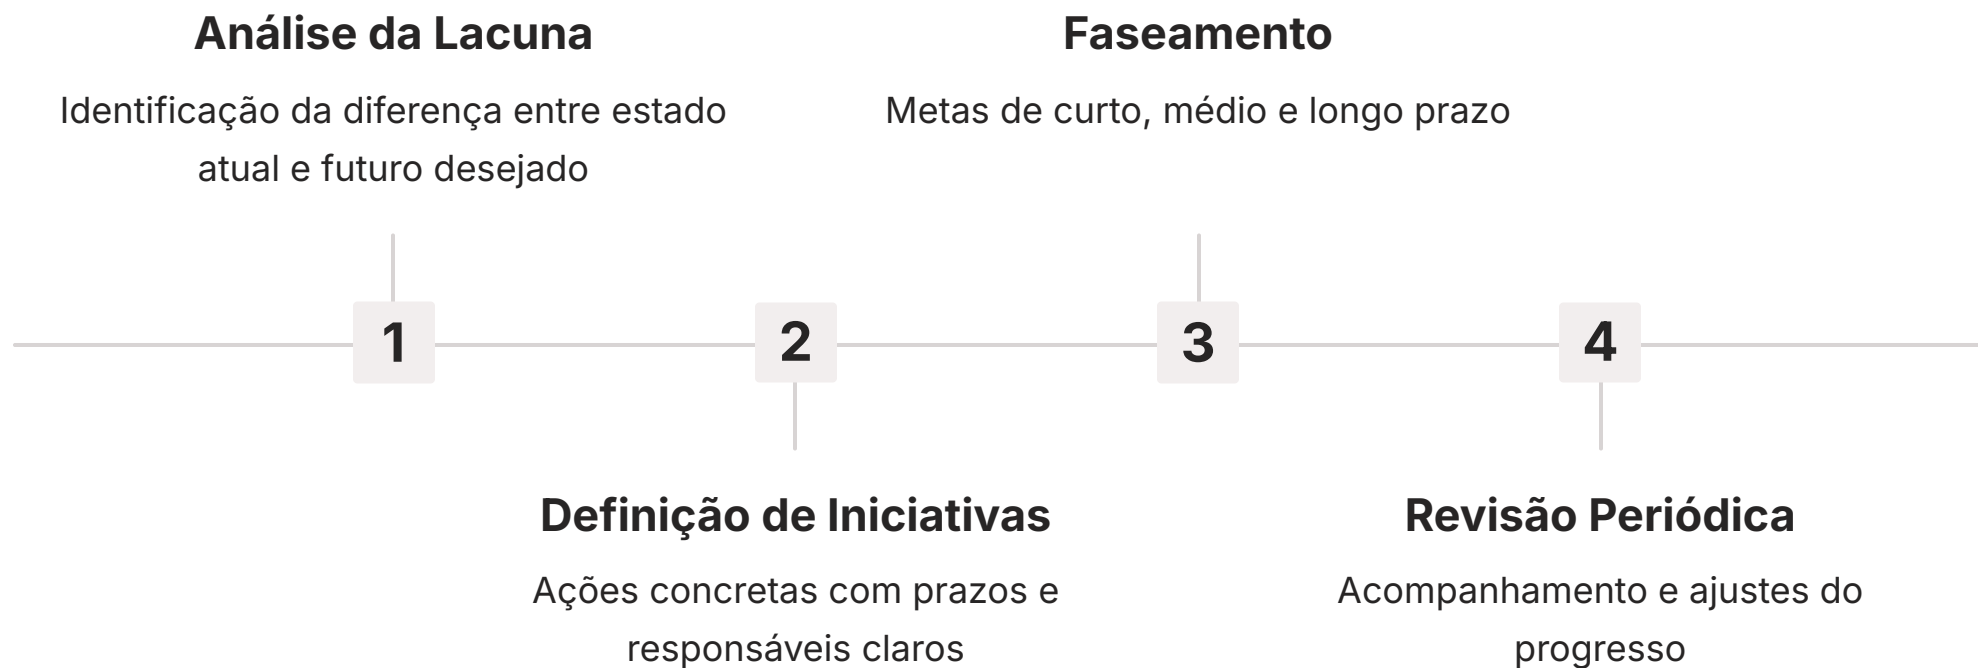 Análise da Lacuna
Identificação da diferença entre estado
atual e futuro desejado
Faseamento
Metas de curto, médio e longo prazo
1
2
3
4
Definição de Iniciativas
Ações concretas com prazos e
responsáveis claros
Revisão Periódica
Acompanhamento e ajustes do
progresso